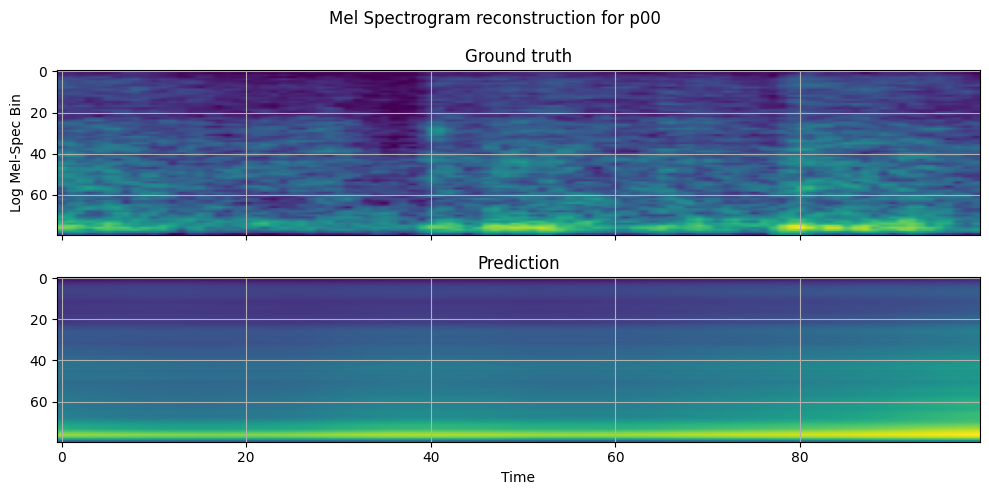 Mel Spectrogram reconstruction for p00
Ground truth
0
20
40
60
Log Mel-Spec Bin
Prediction
0
20
40
60
0 20 40 60 80
Time